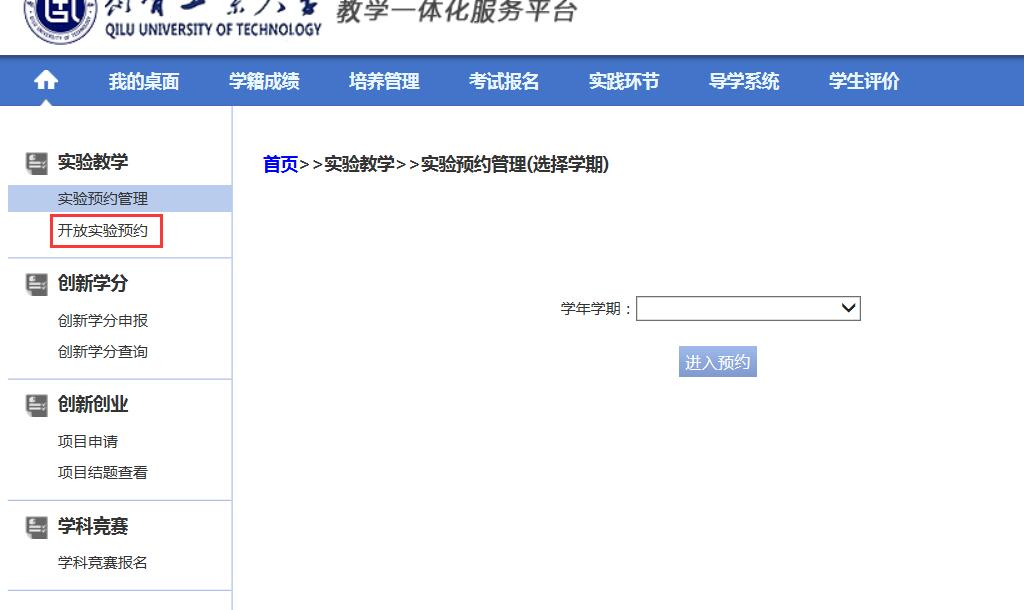 QILU UNIVERSITY OF TECHNOLOGY
教学一体化服务平台
我的桌面 学籍成绩 培养管理 考试报名 实践环节 导学系统 学生评价
实验教学
实验预约管理
开放实验预约
创新学分
创新学分申报
创新学分查询
创新创业
项目申请
项目结题查看
学科竞赛
学科竞赛报名
首页>>实验教学>>实验预约管理(选择学期)
学年学期：
进入预约